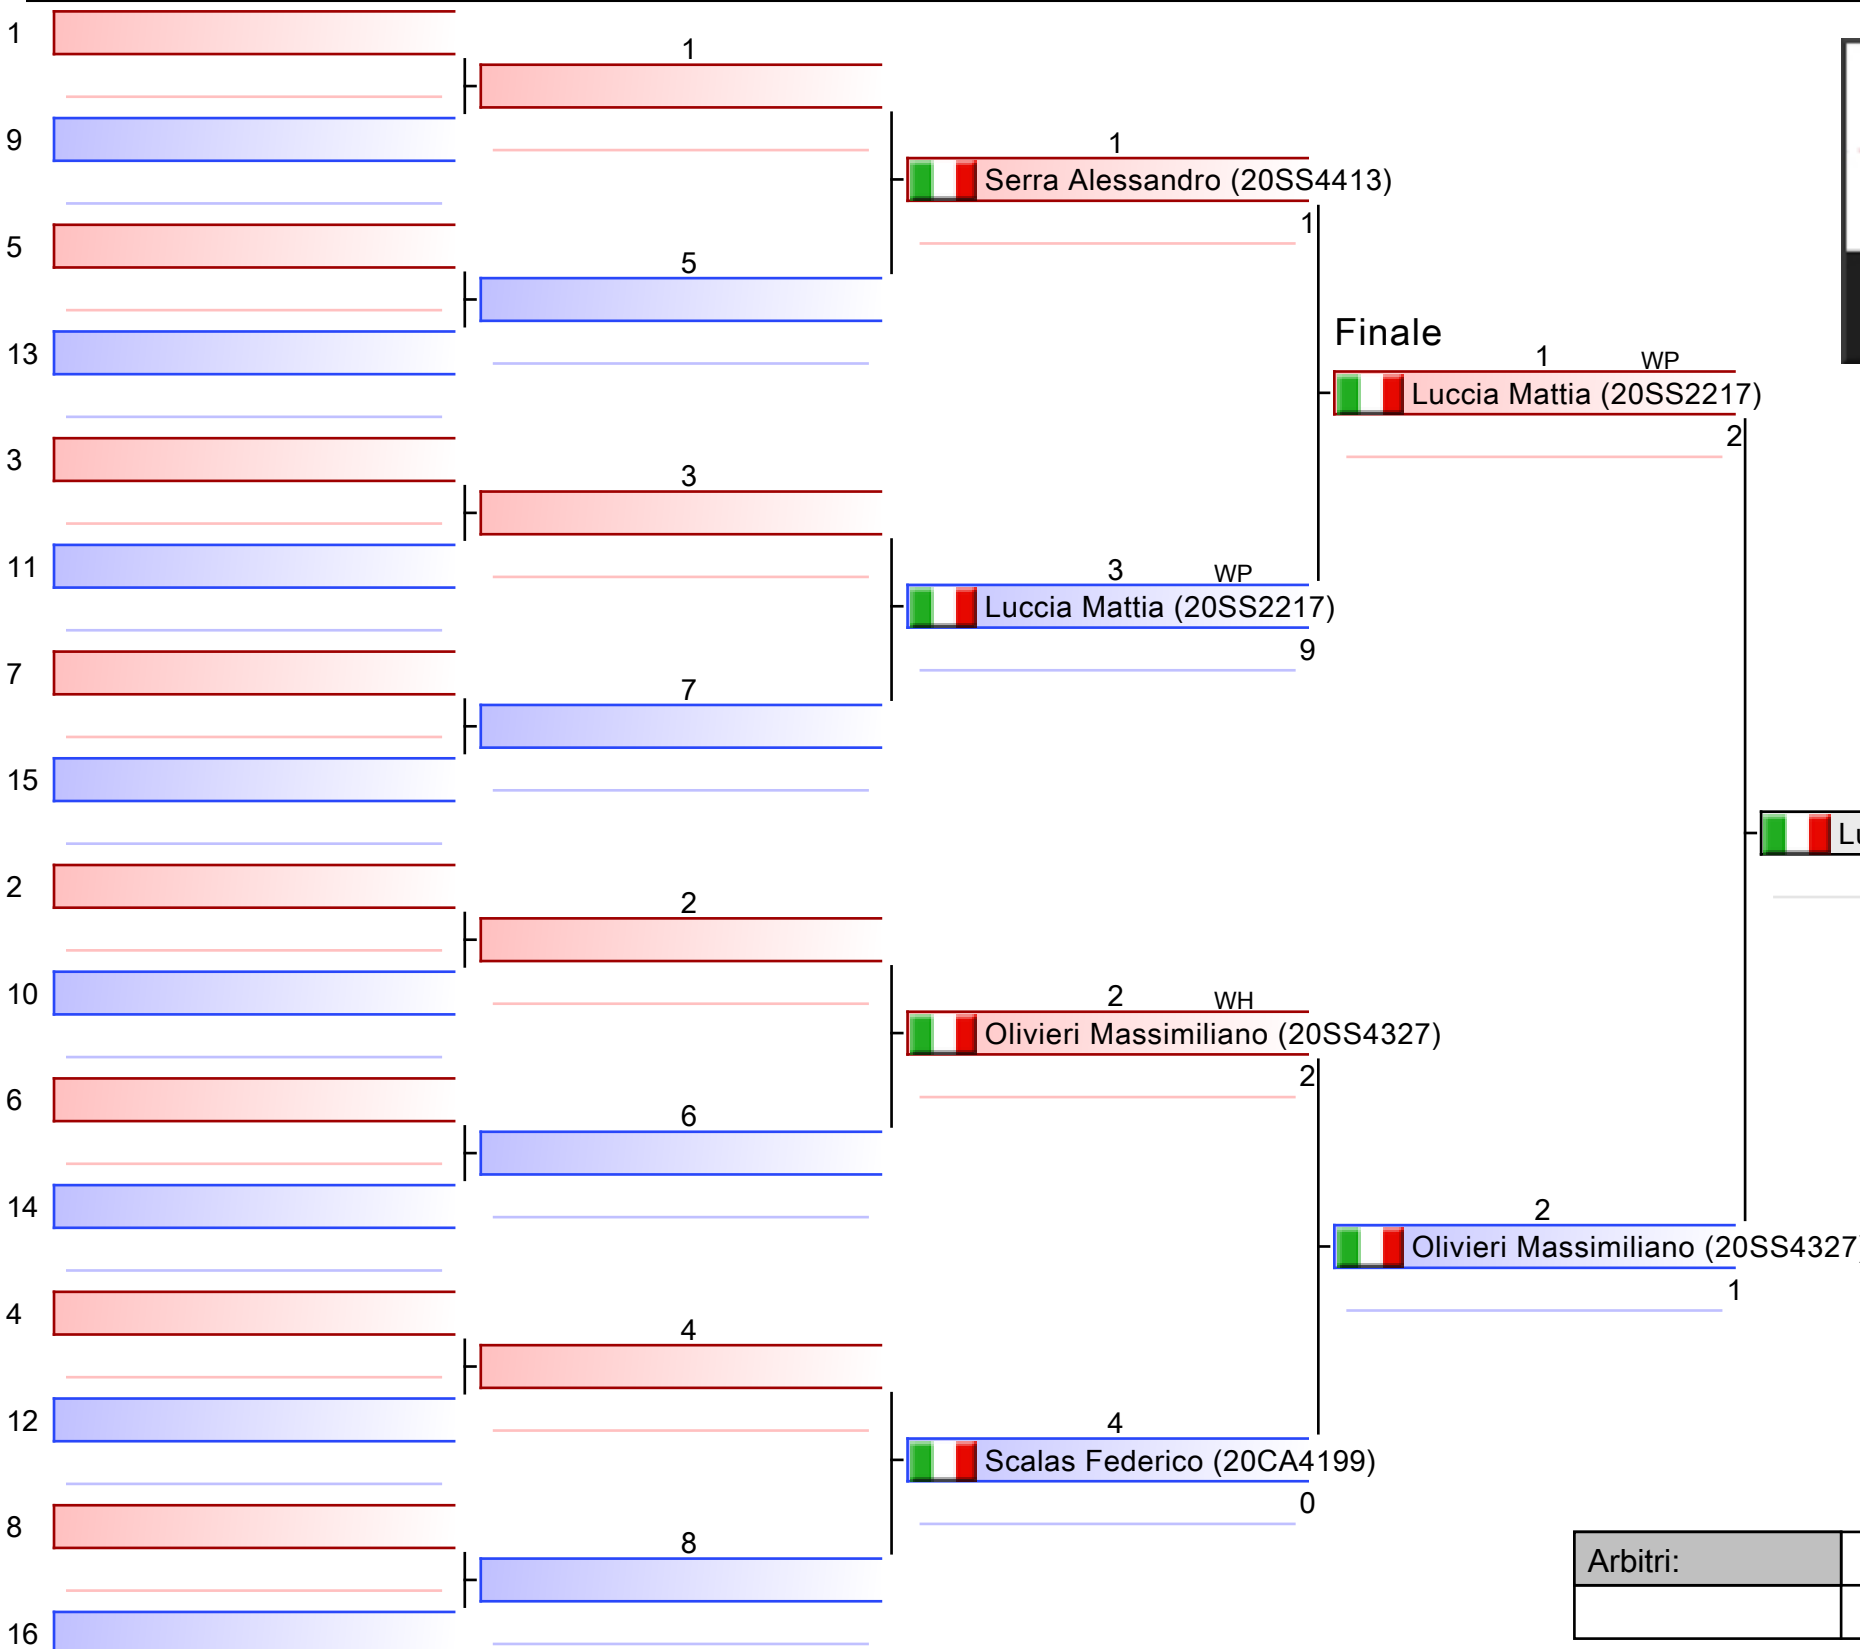 1
9
5
13
3
11
7
15
2
10
6
14
4
12
8
16
1
5
3
7
2
6
4
8
1
Serra Alessandro (20SS4413)
1
3 WP
Luccia Mattia (20SS2217)
9
2 WH
Olivieri Massimiliano (20SS4327)
2
4
Scalas Federico (20CA4199)
0
Finale
1 WP
Luccia Mattia (20SS2217)
2
2
Olivieri Massimiliano (20SS4327)
1
Lu
Arbitri: